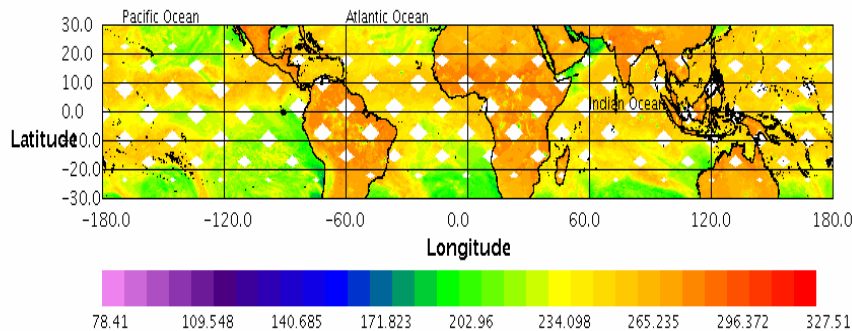 Pacific Ocean Atlantic Ocean
30.0
20.0
10.0
0.0
−10.0
−20.0
−30.0
Latitude
Indian Ocean
−180.0 −120.0 −60.0 0.0 60.0 120.0 180.0
Longitude
78.41 109.548 140.685 171.823 202.96 234.098 265.235 296.372 327.51